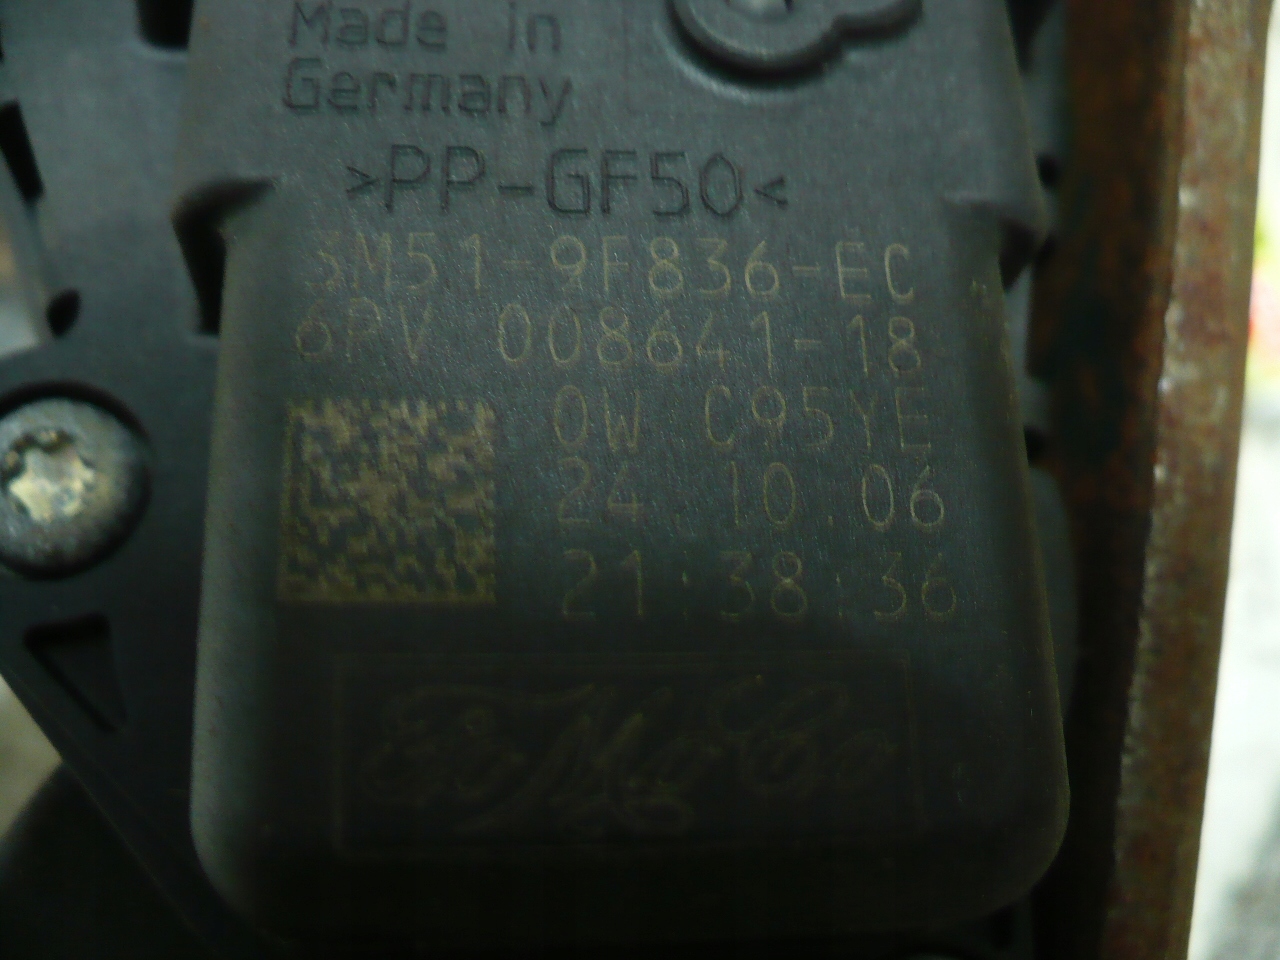 Made in
Germany
>PP-GF50<
3M51-9F836-EC
6PV 008641-18
0W C95YE
24.10.06
21:38:36
FoMoCo